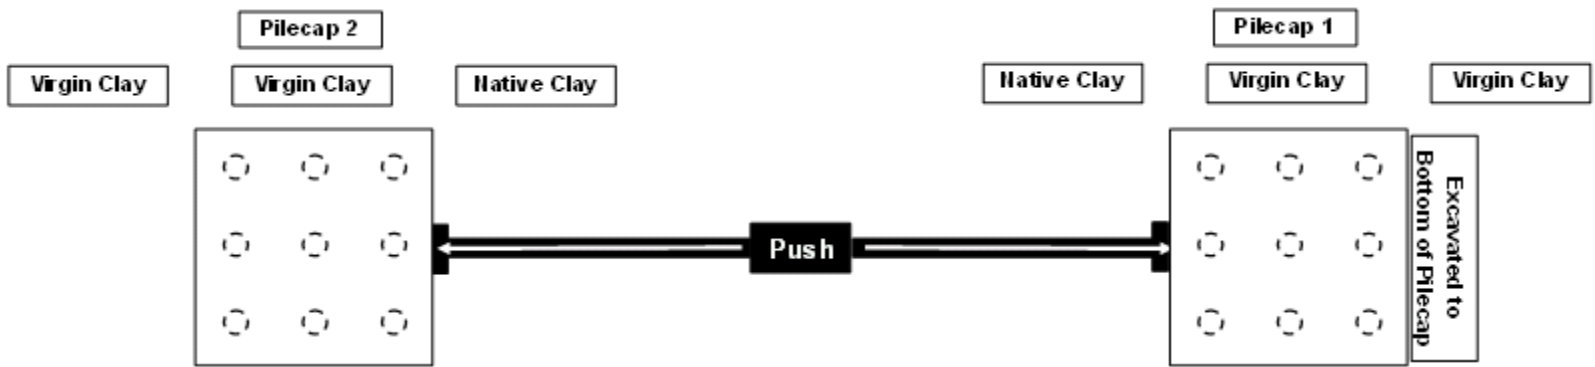 Pilecap 2
Pilecap 1
Virgin Clay
Virgin Clay
Native Clay
Native Clay
Virgin Clay
Virgin Clay
Push
Excavated to
Bottom of Pilecap